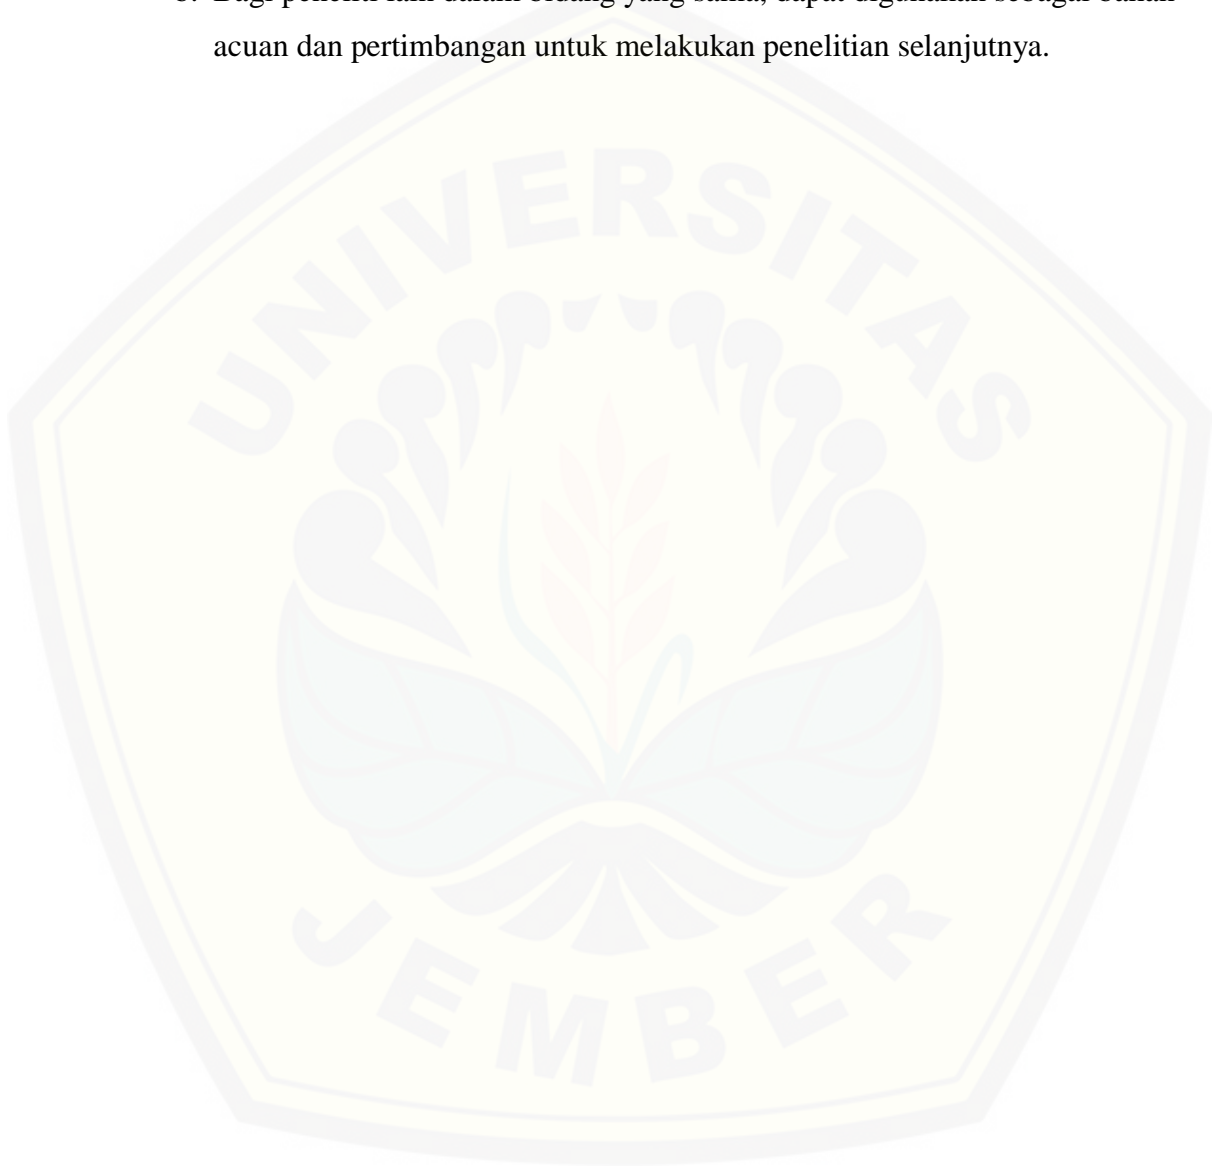 Bagi peneliti lain dalam bidang yang sama, dapat digunakan sebagai bahan
acuan dan pertimbangan untuk melakukan penelitian selanjutnya.
UNIVERSITAS
JEMBER